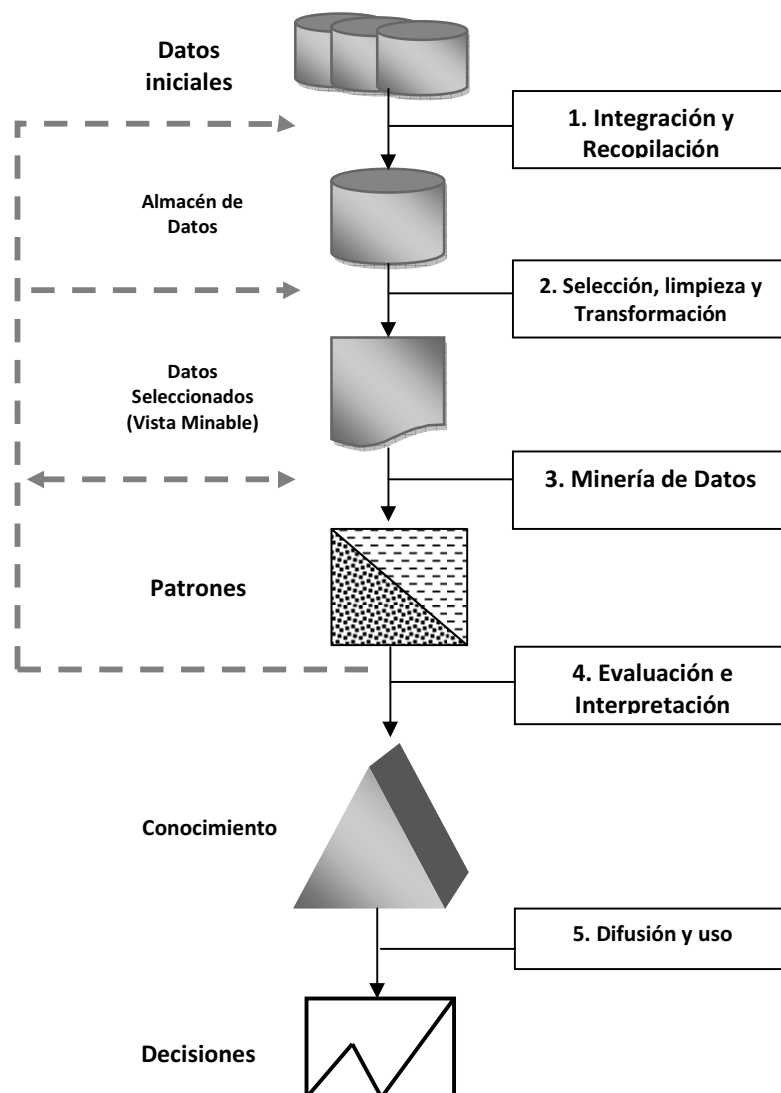 Datos
iniciales
1. Integración y
Recopilación
Almacén de
Datos
2. Selección, limpieza y
Transformación
Datos
Seleccionados
(Vista Minable)
3. Minería de Datos
Patrones
4. Evaluación e
Interpretación
Conocimiento
5. Difusión y uso
Decisiones